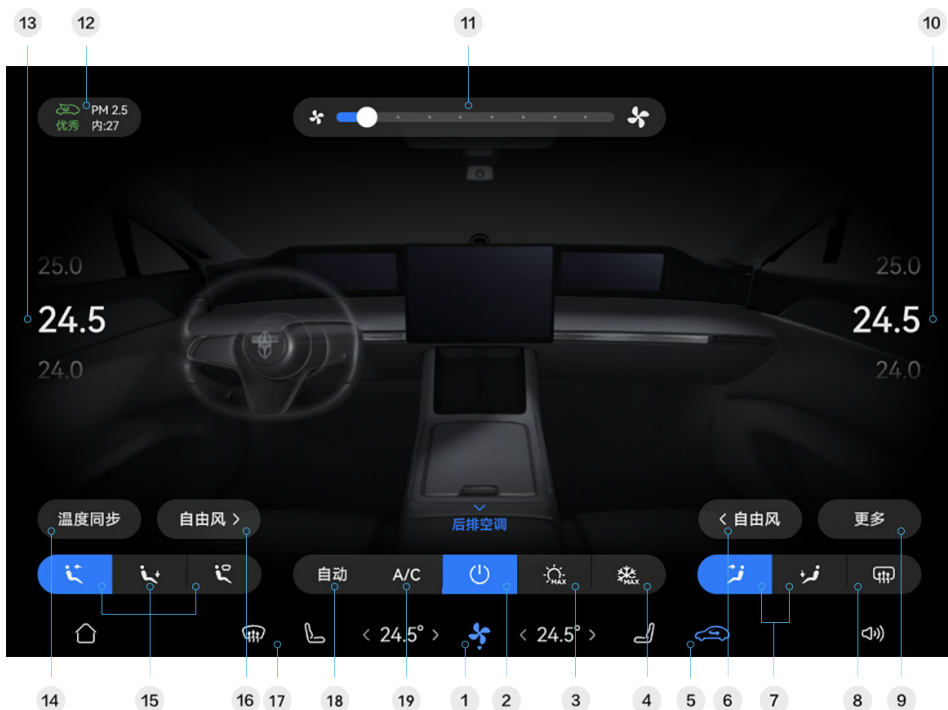 13 12 11 10
PM 2.5
优秀 内:27
25.0 25.0
24.5 24.5
24.0 24.0
后排空调
温度同步 自由风 > < 自由风 更多
自动 A/C MAX MAX
< 24.5° > < 24.5° >
14 15 16 17 18 19 1 2 3 4 5 6 7 8 9